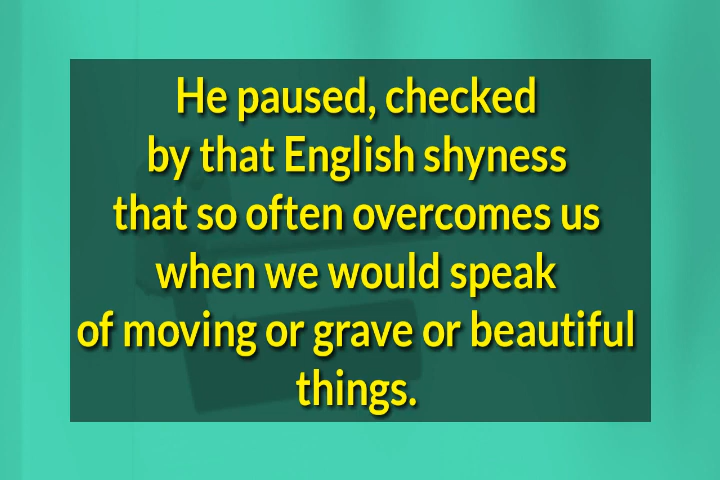 He paused, checked
by that English shyness
that so often overcomes us
when we would speak
of moving or grave or beautiful
things.